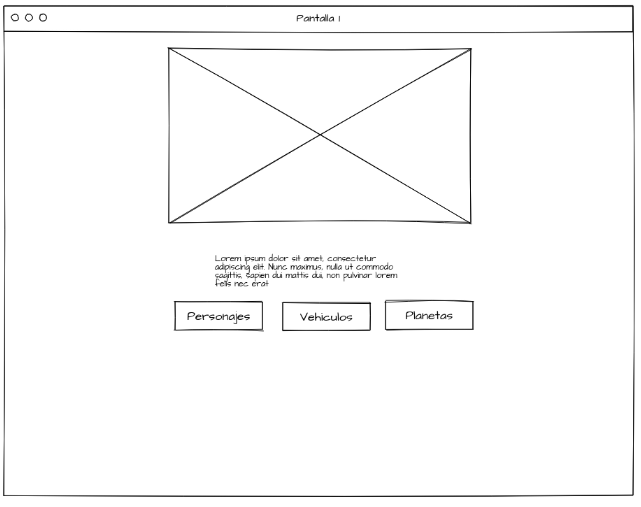 Pantalla 1
Lorem ipsum dolor sit amet, consectetur
adipiscing elit. Nunc maximus, nulla ut commodo
sagittis, sapien dui mattis dui, non pulvinar lorem
felis nec erat
Personajes
Vehiculos
Planetas